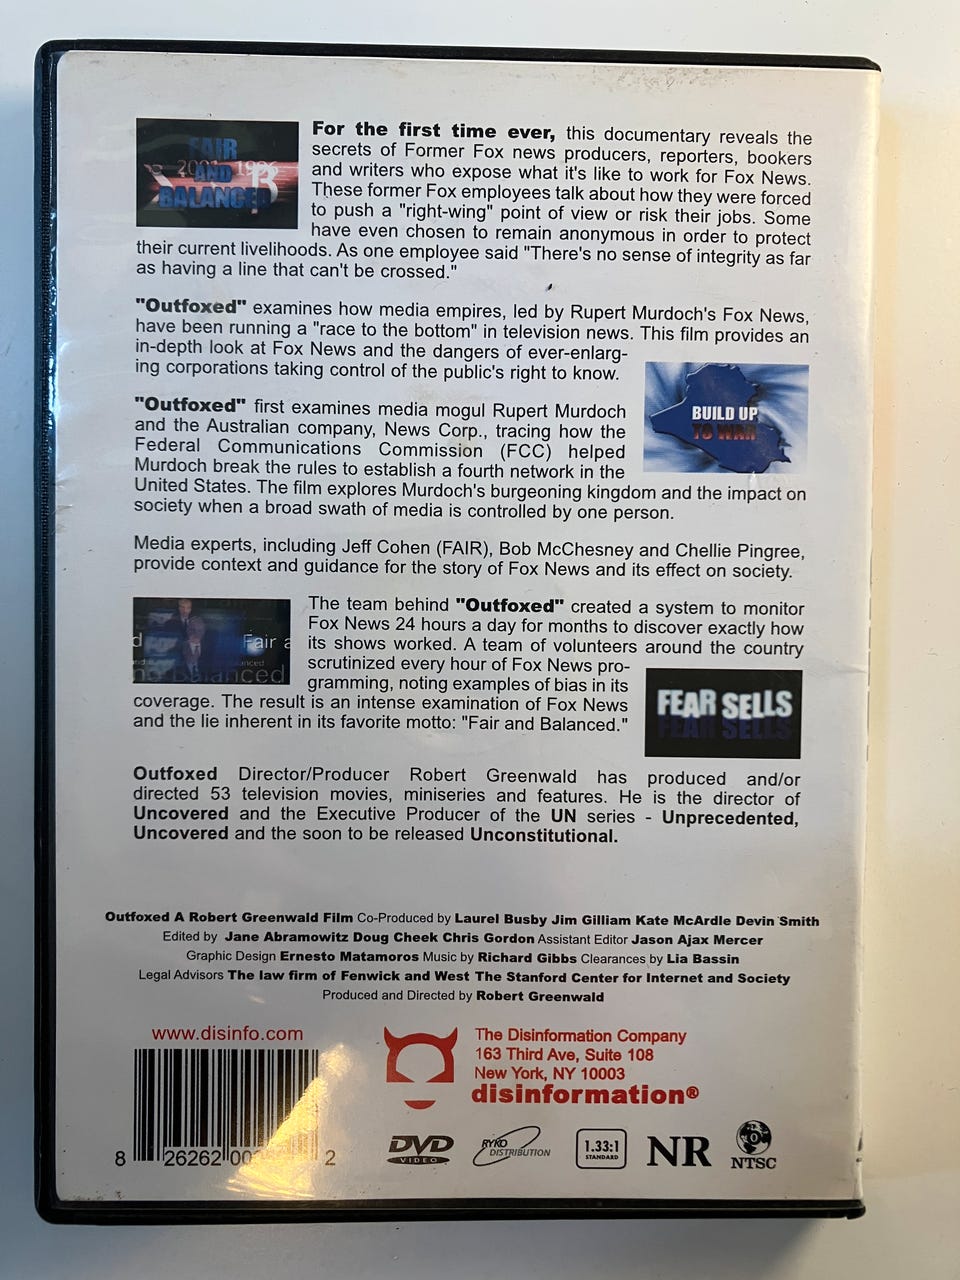 For the first time ever, this documentary reveals the
secrets of Former Fox news producers, reporters, bookers
and writers who expose what it's like to work for Fox News.
These former Fox employees talk about how they were forced
to push a "right-wing" point of view or risk their jobs. Some
have even chosen to remain anonymous in order to protect
their current livelihoods. As one employee said "There's no sense of integrity as far
as having a line that can't be crossed."
FAIR
AND
BALANCED
"Outfoxed" examines how media empires, led by Rupert Murdoch's Fox News,
have been running a "race to the bottom" in television news. This film provides an
in-depth look at Fox News and the dangers of ever-enlarg-
ing corporations taking control of the public's right to know.
"Outfoxed" first examines media mogul Rupert Murdoch
and the Australian company, News Corp., tracing how the
Federal Communications Commission (FCC) helped
Murdoch break the rules to establish a fourth network in the
United States. The film explores Murdoch's burgeoning kingdom and the impact on
society when a broad swath of media is controlled by one person.
BUILD UP
TO WAR
Media experts, including Jeff Cohen (FAIR), Bob McChesney and Chellie Pingree,
provide context and guidance for the story of Fox News and its effect on society.
The team behind "Outfoxed" created a system to monitor
Fox News 24 hours a day for months to discover exactly how
its shows worked. A team of volunteers around the country
scrutinized every hour of Fox News pro-
gramming, noting examples of bias in its
coverage. The result is an intense examination of Fox News
and the lie inherent in its favorite motto: "Fair and Balanced."
Fair a
Balanced
FEAR SELLS
FEAR SELLS
Outfoxed Director/Producer Robert Greenwald has produced and/or
directed 53 television movies, miniseries and features. He is the director of
Uncovered and the Executive Producer of the UN series - Unprecedented,
Uncovered and the soon to be released Unconstitutional.
Outfoxed A Robert Greenwald Film Co-Produced by Laurel Busby Jim Gilliam Kate McArdle Devin Smith
Edited by Jane Abramowitz Doug Cheek Chris Gordon Assistant Editor Jason Ajax Mercer
Graphic Design Ernesto Matamoros Music by Richard Gibbs Clearances by Lia Bassin
Legal Advisors The law firm of Fenwick and West The Stanford Center for Internet and Society
Produced and Directed by Robert Greenwald
www.disinfo.com
The Disinformation Company
163 Third Ave, Suite 108
New York, NY 10003
disinformation®
8 26262 00 2
DVD
VIDEO
RYKO
DISTRIBUTION
1.33:1
STANDARD
NR
NTSC